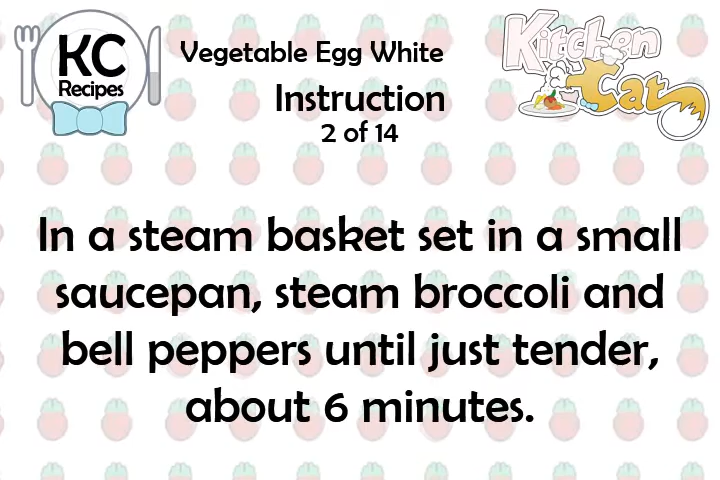 KC
Recipes
Vegetable Egg White
Instruction
2 of 14
Kitchen
Cat
In a steam basket set in a small
saucepan, steam broccoli and
bell peppers until just tender,
about 6 minutes.